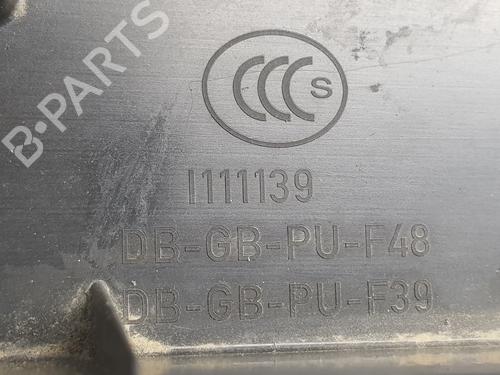 B-PARTS
CCC S
I111139
DB-GB-PU-F48
DB-GB-PU-F39